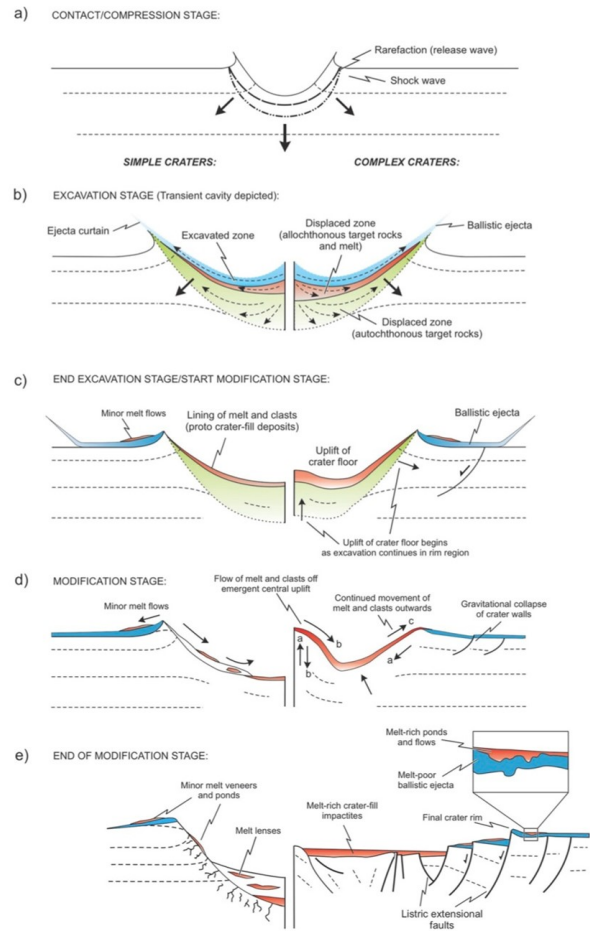 a) CONTACT/COMPRESSION STAGE:
Rarefaction (release wave)
Shock wave
SIMPLE CRATERS:
COMPLEX CRATERS:
b) EXCAVATION STAGE (Transient cavity depicted):
Ejecta curtain
Excavated zone
Displaced zone
(allochthonous target rocks
and melt)
Ballistic ejecta
Displaced zone
(autochthonous target rocks)
c) END EXCAVATION STAGE/START MODIFICATION STAGE:
Minor melt flows
Lining of melt and clasts
(proto crater-fill deposits)
Uplift of
crater floor
Ballistic ejecta
Uplift of crater floor begins
as excavation continues in rim region
d) MODIFICATION STAGE:
Minor melt flows
Flow of melt and clasts off
emergent central uplift
Continued movement of
melt and clasts outwards
Gravitational collapse
of crater walls
a
b
b
c
a
e) END OF MODIFICATION STAGE:
Minor melt veneers
and ponds
Melt lenses
Melt-rich crater-fill
impactites
Melt-rich ponds
and flows
Melt-poor
ballistic ejecta
Final crater rim
Listric extensional
faults